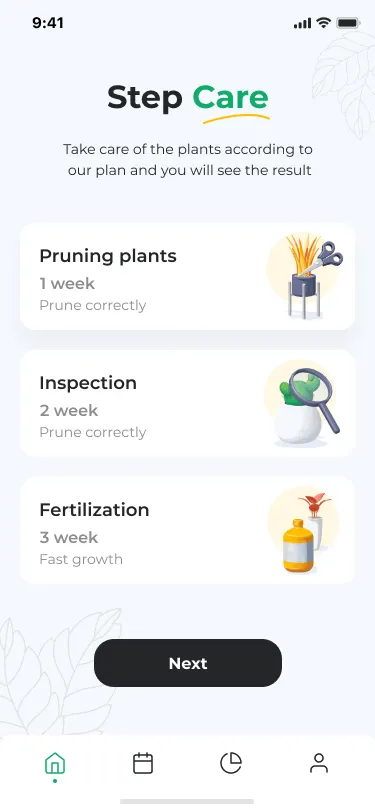 9:41
Step Care
Take care of the plants according to
our plan and you will see the result
Pruning plants
1 week
Prune correctly
Inspection
2 week
Prune correctly
Fertilization
3 week
Fast growth
Next